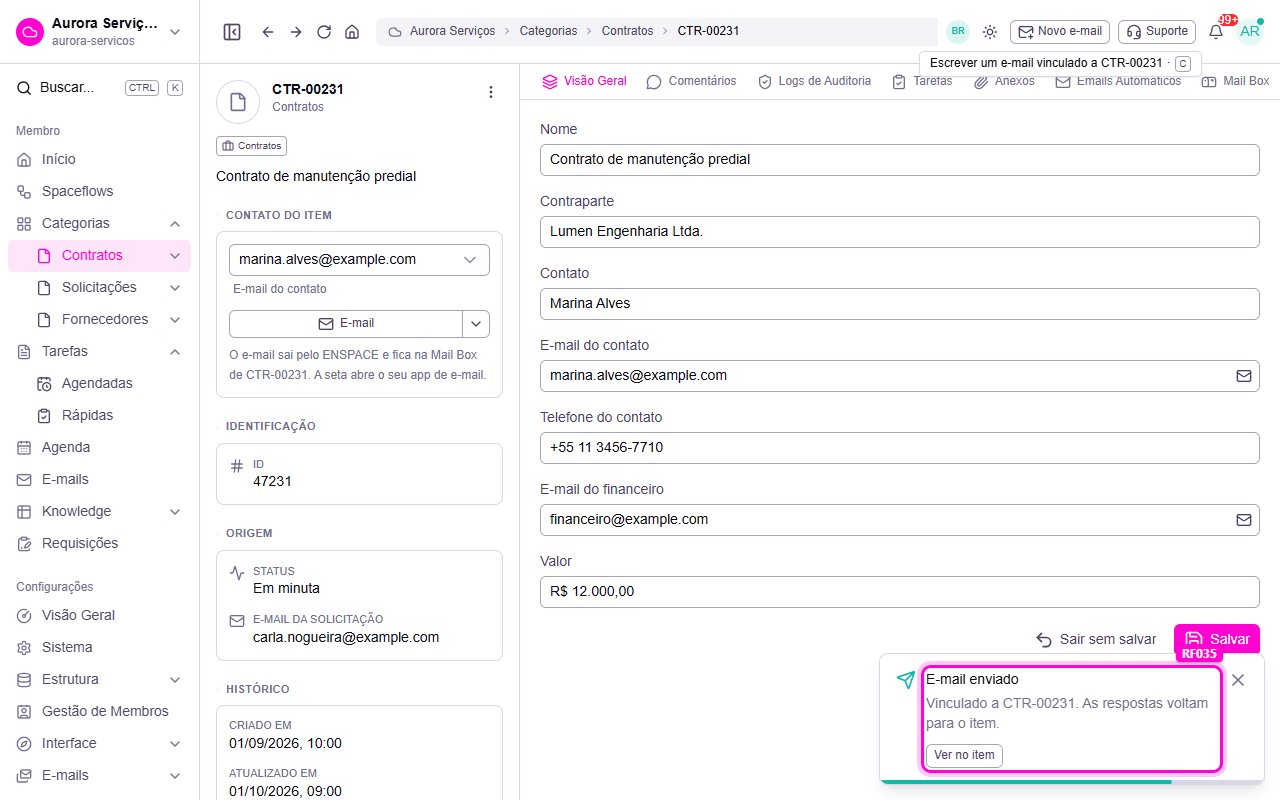 Aurora Serviç...
aurora-servicos
Aurora Serviços
Categorias
Contratos
CTR-00231
BR
Novo e-mail
Suporte
99+
AR
Escrever um e-mail vinculado a CTR-00231 · C
Buscar...
CTRL
K
Membro
Início
Spaceflows
Categorias
Contratos
Solicitações
Fornecedores
Tarefas
Agendadas
Rápidas
Agenda
E-mails
Knowledge
Requisições
Configurações
Visão Geral
Sistema
Estrutura
Gestão de Membros
Interface
E-mails
CTR-00231
Contratos
Contratos
Contrato de manutenção predial
CONTATO DO ITEM
marina.alves@example.com
E-mail do contato
E-mail
O e-mail sai pelo ENSPACE e fica na Mail Box
de CTR-00231. A seta abre o seu app de e-mail.
IDENTIFICAÇÃO
ID
47231
ORIGEM
STATUS
Em minuta
E-MAIL DA SOLICITAÇÃO
carla.nogueira@example.com
HISTÓRICO
CRIADO EM
01/09/2026, 10:00
ATUALIZADO EM
01/10/2026, 09:00
Visão Geral
Comentários
Logs de Auditoria
Tarefas
Anexos
Emails Automáticos
Mail Box
Nome
Contrato de manutenção predial
Contraparte
Lumen Engenharia Ltda.
Contato
Marina Alves
E-mail do contato
marina.alves@example.com
Telefone do contato
+55 11 3456-7710
E-mail do financeiro
financeiro@example.com
Valor
R$ 12.000,00
Sair sem salvar
Salvar
RF035
E-mail enviado
Vinculado a CTR-00231. As respostas voltam
para o item.
Ver no item